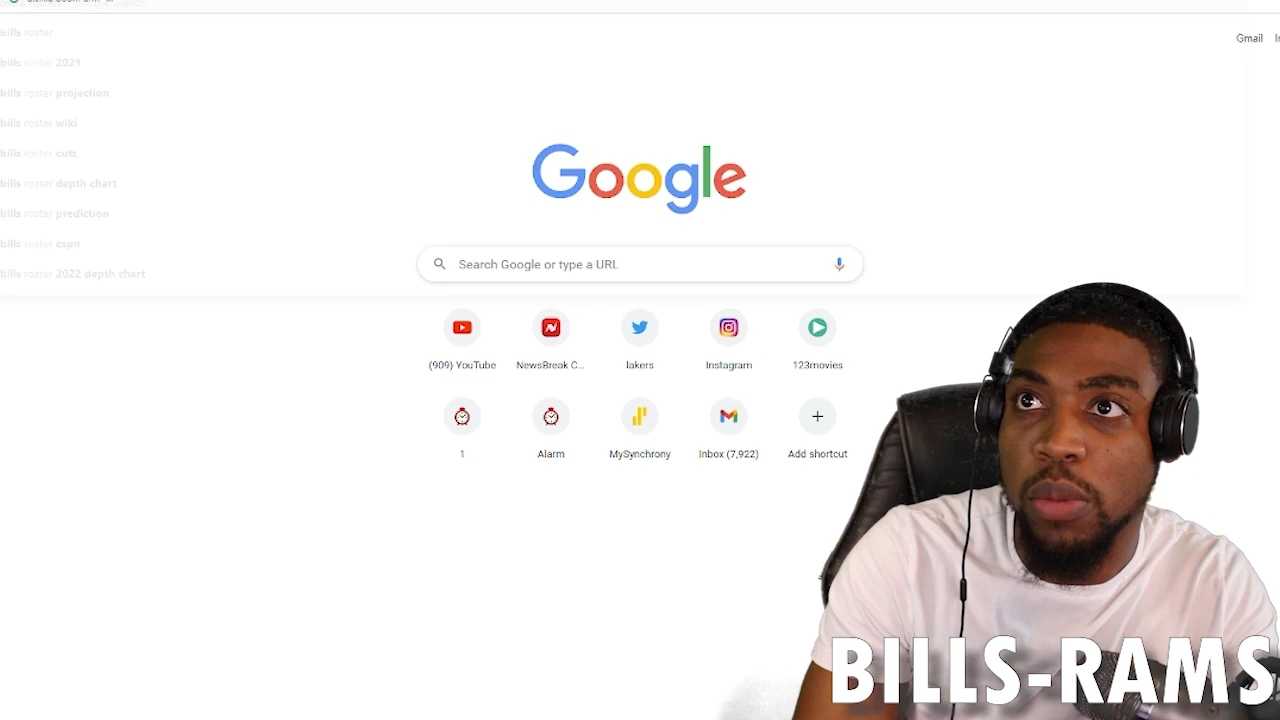 bills roster
bills roster 2021
bills roster projection
bills roster wiki
bills roster cuts
bills roster depth chart
bills roster prediction
bills roster espn
bills roster 2022 depth chart
Gmail
Google
Search Google or type a URL
(909) YouTube NewsBreak C... lakers Instagram 123movies
1 Alarm MySynchrony Inbox (7,922) Add shortcut
BILLS-RAMS